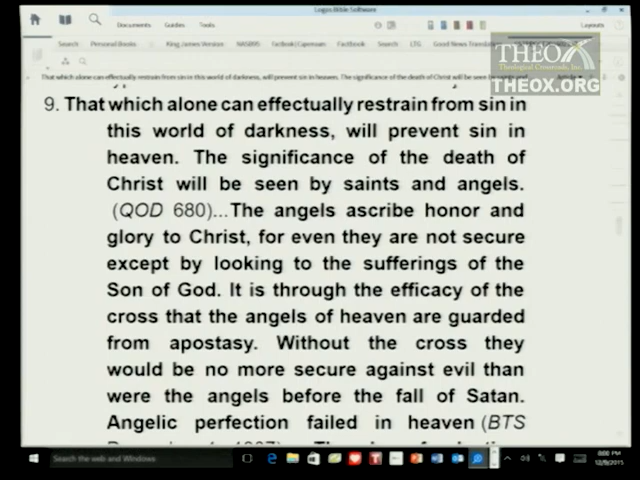 Logos Bible Software
Documents Guides Tools
Layouts
Search Personal Books King James Version NASB95 Factbook Search LTG Good News Translation
THEOX
Theological Crossroads, Inc.
THEOX.ORG
That which alone can effectually restrain from sin in this world of darkness, will prevent sin in heaven. The significance of the death of Christ will be seen by saints and
9. That which alone can effectually restrain from sin in
this world of darkness, will prevent sin in
heaven. The significance of the death of
Christ will be seen by saints and angels.
(QOD 680)...The angels ascribe honor and
glory to Christ, for even they are not secure
except by looking to the sufferings of the
Son of God. It is through the efficacy of the
cross that the angels of heaven are guarded
from apostasy. Without the cross they
would be no more secure against evil than
were the angels before the fall of Satan.
Angelic perfection failed in heaven (BTS
Search the web and Windows
12/9/2015